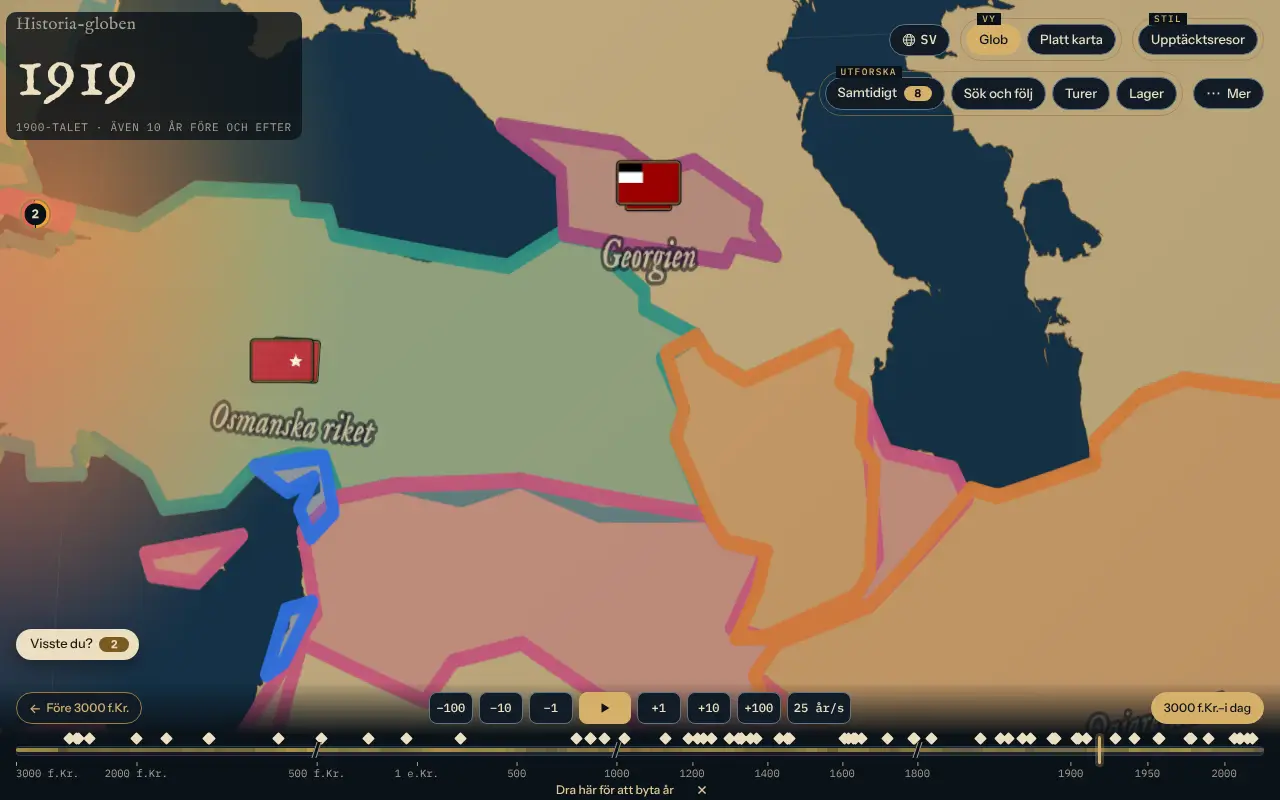 Historia-globen
1919
1900-TALET · ÄVEN 10 ÅR FÖRE OCH EFTER
SV
VY
Glob
Platt karta
STIL
Upptäcktsresor
UTFORSKA
Samtidigt 8
Sök och följ
Turer
Lager
··· Mer
2
Georgien
Osmanska riket
Visste du? 2
← Före 3000 f.Kr.
−100
−10
−1
+1
+10
+100
25 år/s
3000 f.Kr.–i dag
3000 f.Kr.
2000 f.Kr.
500 f.Kr.
1 e.Kr.
500
1000
1200
1400
1600
1800
1900
1950
2000
Dra här för att byta år ×